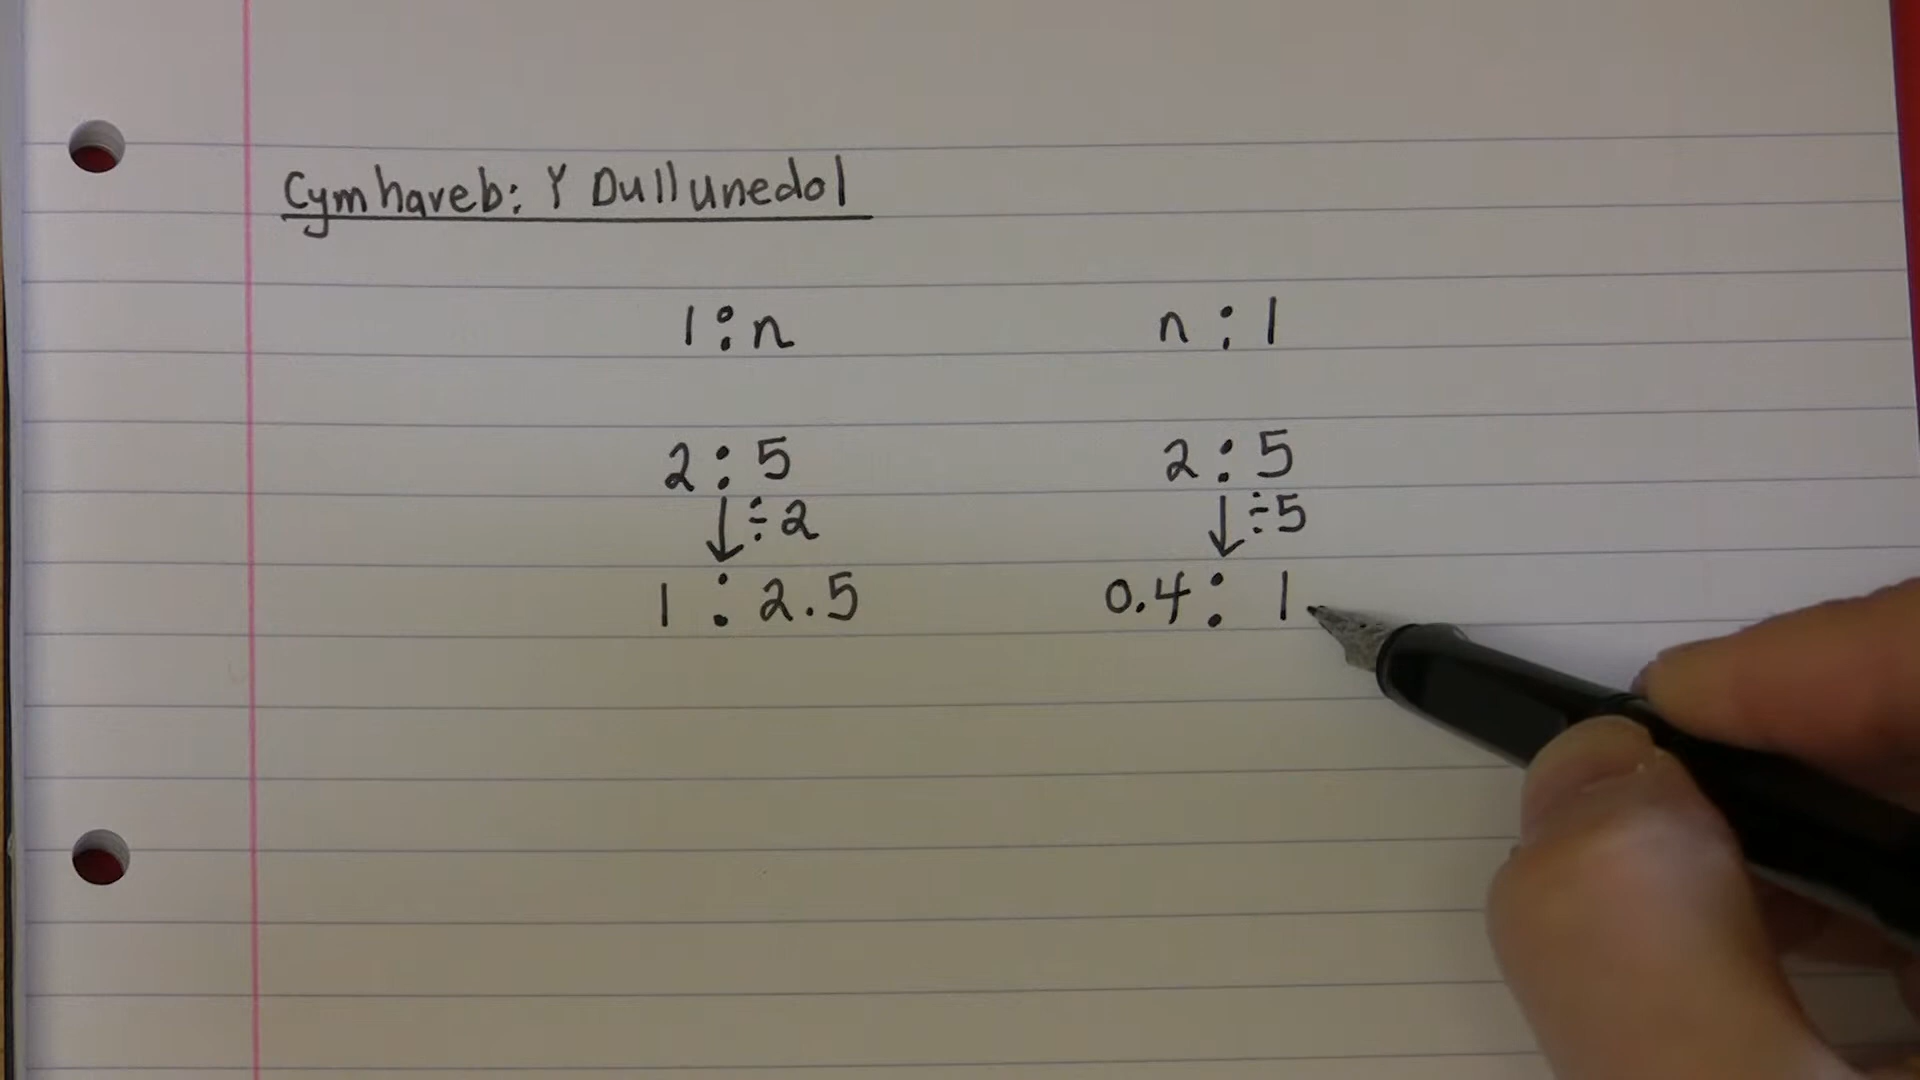 Cymhareb: Y Dull Unedol
1 : n n : 1
2 : 5 2 : 5
↓ ÷ 2 ↓ ÷ 5
1 : 2.5 0.4 : 1